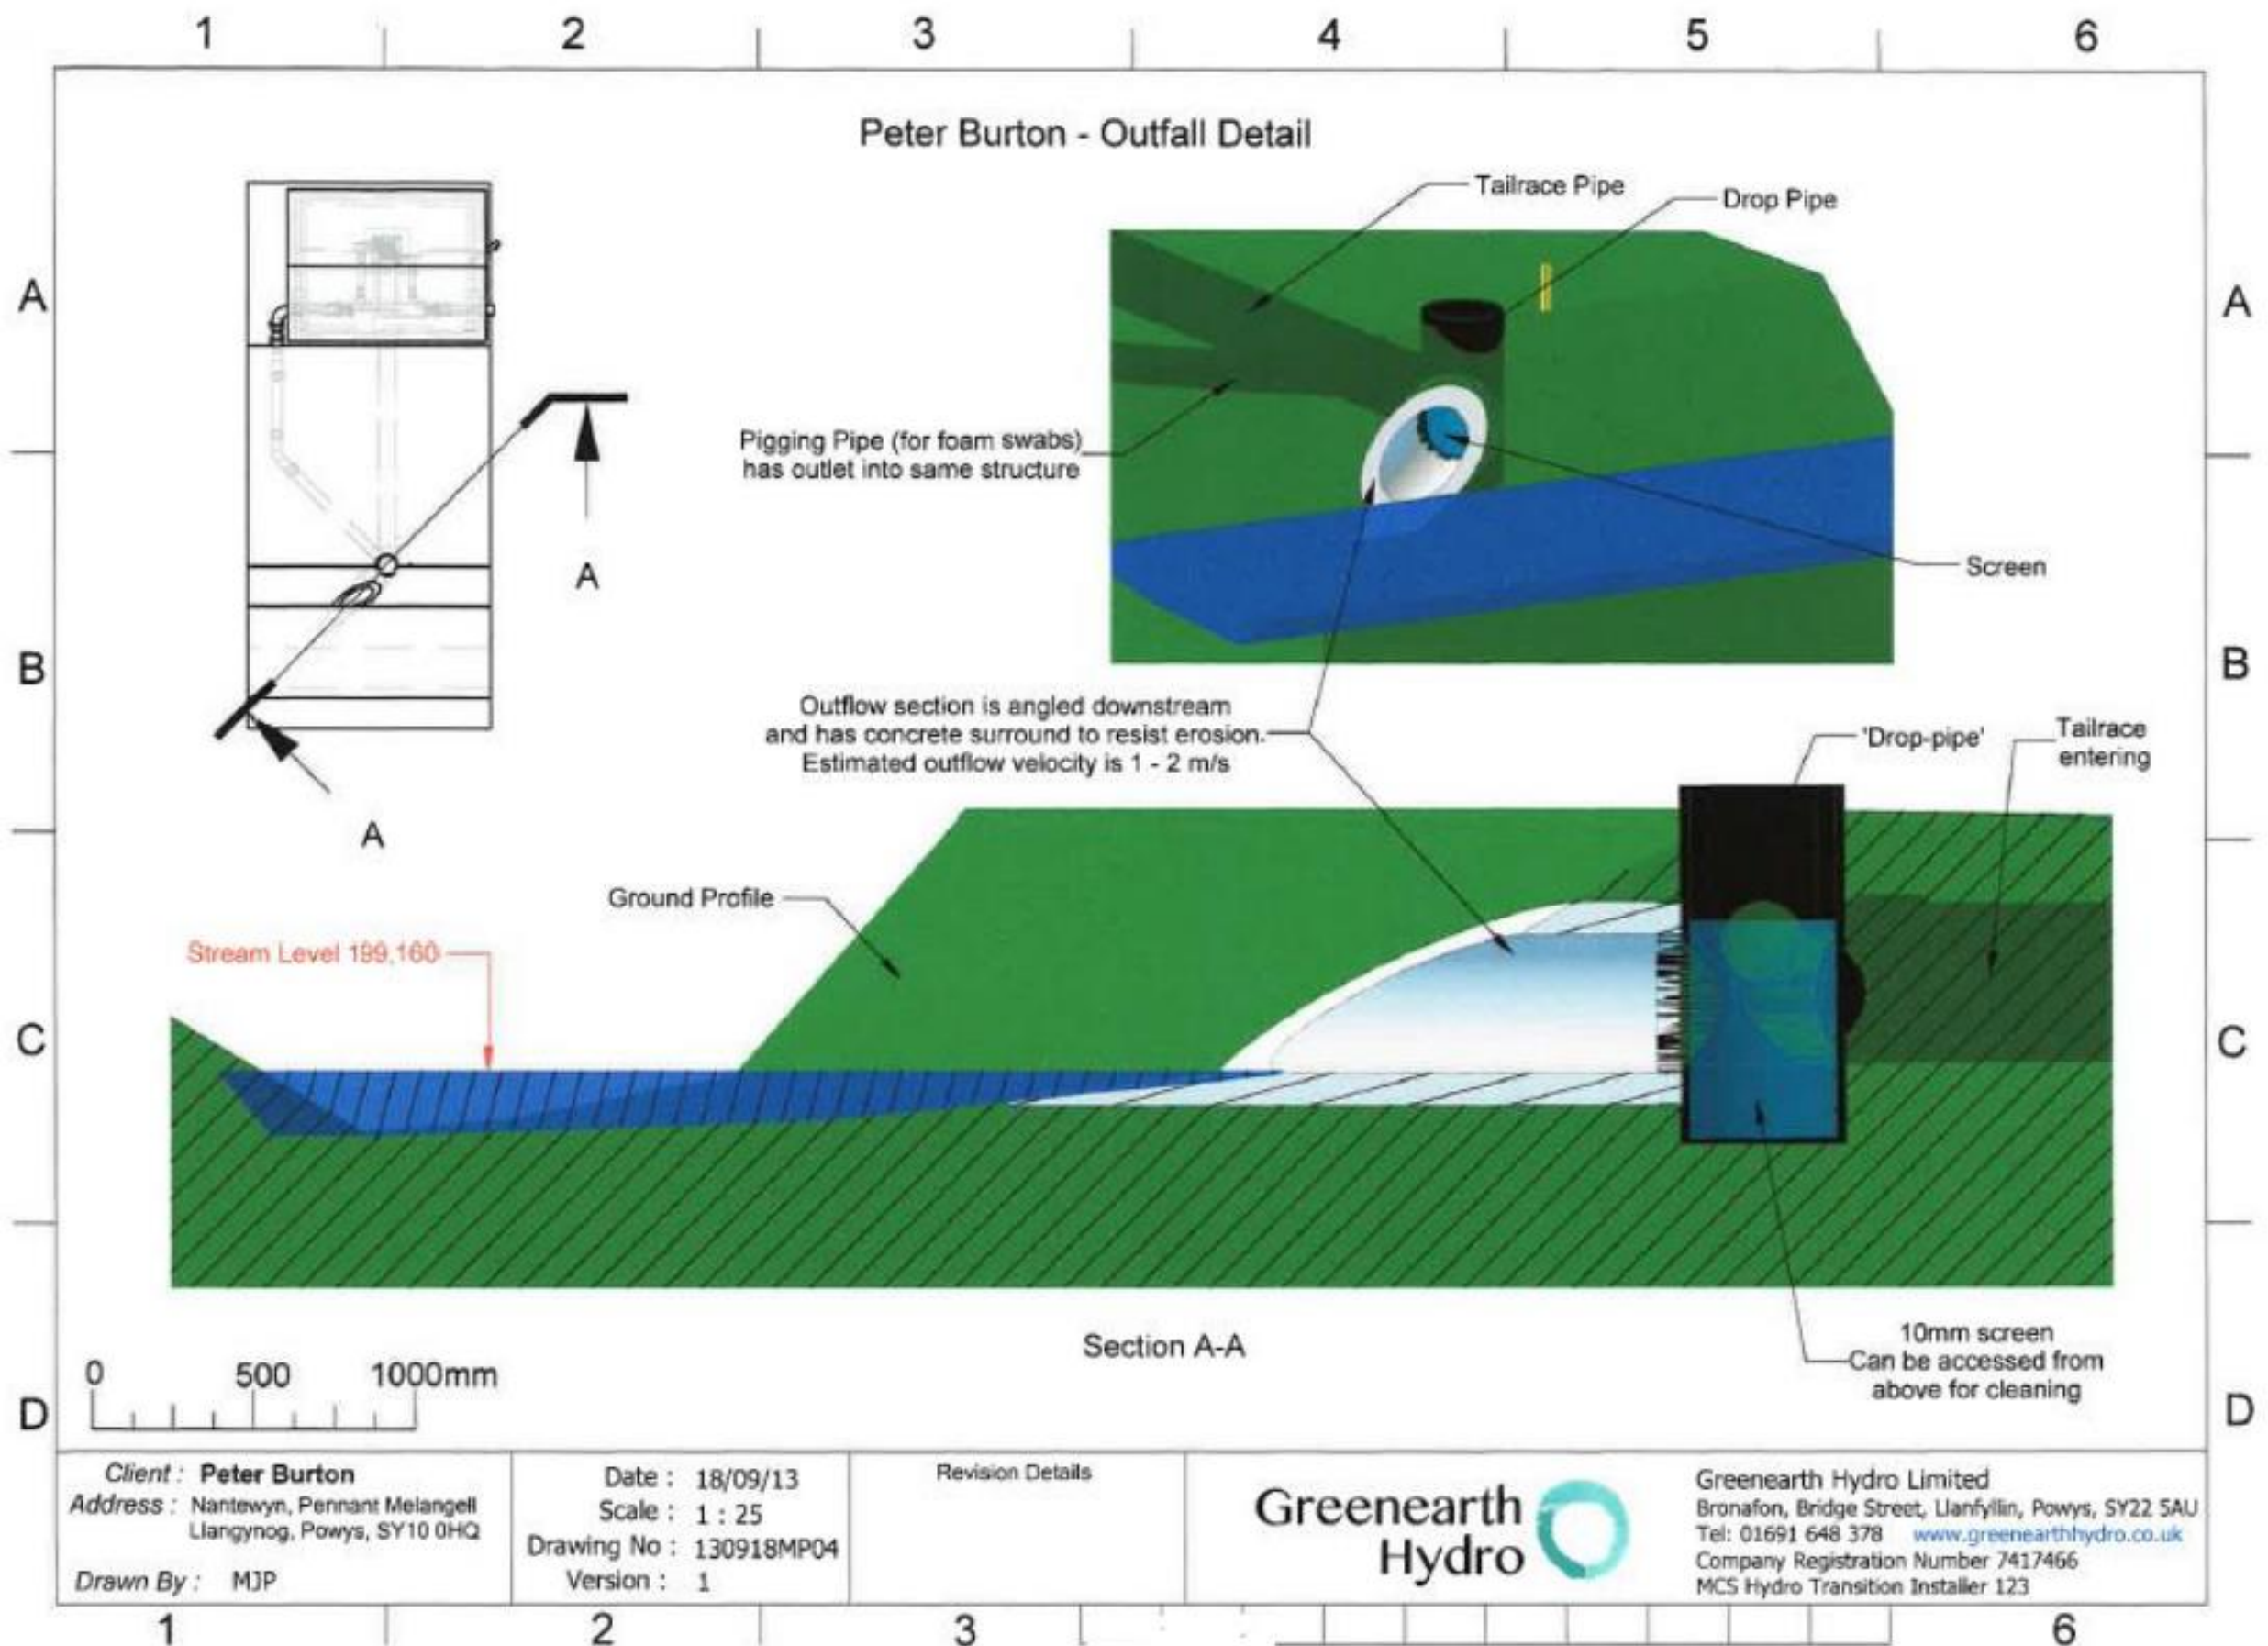 1 2 3 4 5 6
Peter Burton - Outfall Detail
Tailrace Pipe
Drop Pipe
A A
Pigging Pipe (for foam swabs)
has outlet into same structure
A
Screen
B B
Outflow section is angled downstream
and has concrete surround to resist erosion.
Estimated outflow velocity is 1 - 2 m/s
'Drop-pipe'
Tailrace
entering
A
Ground Profile
Stream Level 199,160
C C
Section A-A
10mm screen
Can be accessed from
above for cleaning
0 500 1000mm
D D
Client : Peter Burton
Address : Nantewyn, Pennant Melangell
Llangynog, Powys, SY10 0HQ
Drawn By : MJP
Date : 18/09/13
Scale : 1 : 25
Drawing No : 130918MP04
Version : 1
Revision Details
Greenearth
Hydro
Greenearth Hydro Limited
Bronafon, Bridge Street, Llanfyllin, Powys, SY22 5AU
Tel: 01691 648 378 www.greenearthhydro.co.uk
Company Registration Number 7417466
MCS Hydro Transition Installer 123
1 2 3 6